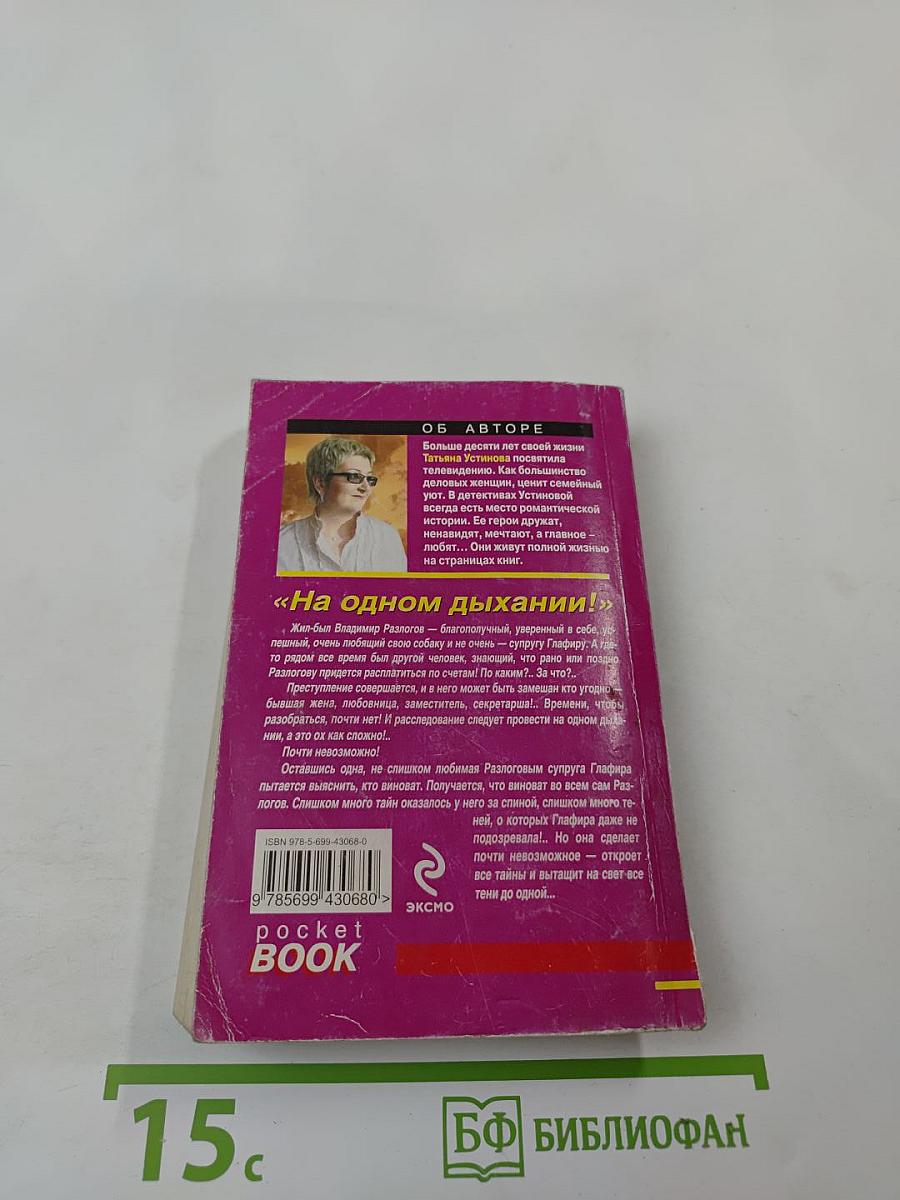 ОБ АВТОРЕ
Больше десяти лет своей жизни
Татьяна Устинова посвятила
телевидению. Как большинство
деловых женщин, ценит семейный
уют. В детективах Устиновой
всегда есть место романтической
истории. Ее герои дружат,
ненавидят, мечтают, а главное –
любят... Они живут полной жизнью
на страницах книг.
«На одном дыхании!»
Жил-был Владимир Разлогов — благополучный, уверенный в себе, ус-
пешный, очень любящий свою собаку и не очень — супругу Глафиру. А где-
то рядом все время был другой человек, знающий, что рано или поздно
Разлогову придется расплатиться по счетам! По каким?.. За что?..
Преступление совершается, и в него может быть замешан кто угодно —
бывшая жена, любовница, заместитель, секретарша!.. Времени, чтобы
разобраться, почти нет! И расследование следует провести на одном дыха-
нии, а это ох как сложно!..
Почти невозможно!
Оставшись одна, не слишком любимая Разлоговым супруга Глафира
пытается выяснить, кто виноват. Получается, что виноват во всем сам Раз-
логов. Слишком много тайн оказалось у него за спиной, слишком много те-
ней, о которых Глафира даже не
подозревала!.. Но она сделает
почти невозможное — откроет
все тайны и вытащит на свет все
тени до одной...
ISBN 978-5-699-43068-0
9 785699 430680 >
ЭКСМО
pocket
BOOK
15 с
БФ БИБЛИОФАН